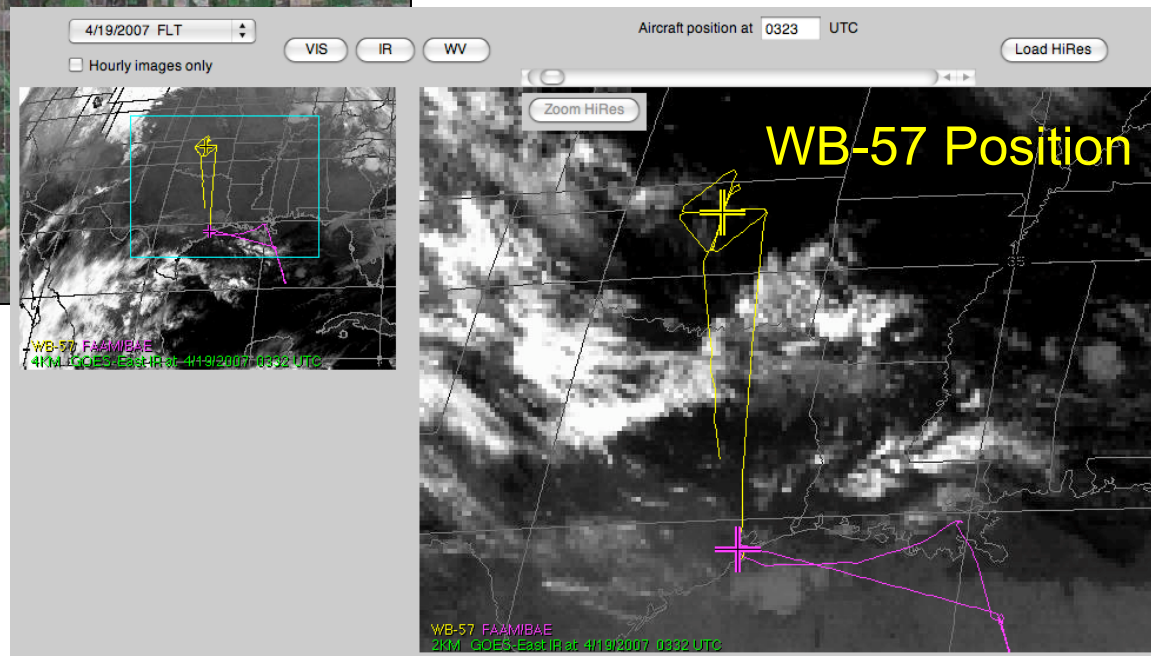 4/19/2007 FLT
Aircraft position at 0323 UTC
VIS IR WV
Load HiRes
Hourly images only
Zoom HiRes
WB-57 Position
35
WB-57 FAAM/BAE
4KM GOES-East IR at 4/19/2007 0332 UTC
WB-57 FAAM/BAE
2KM GOES-East IR at 4/19/2007 0332 UTC